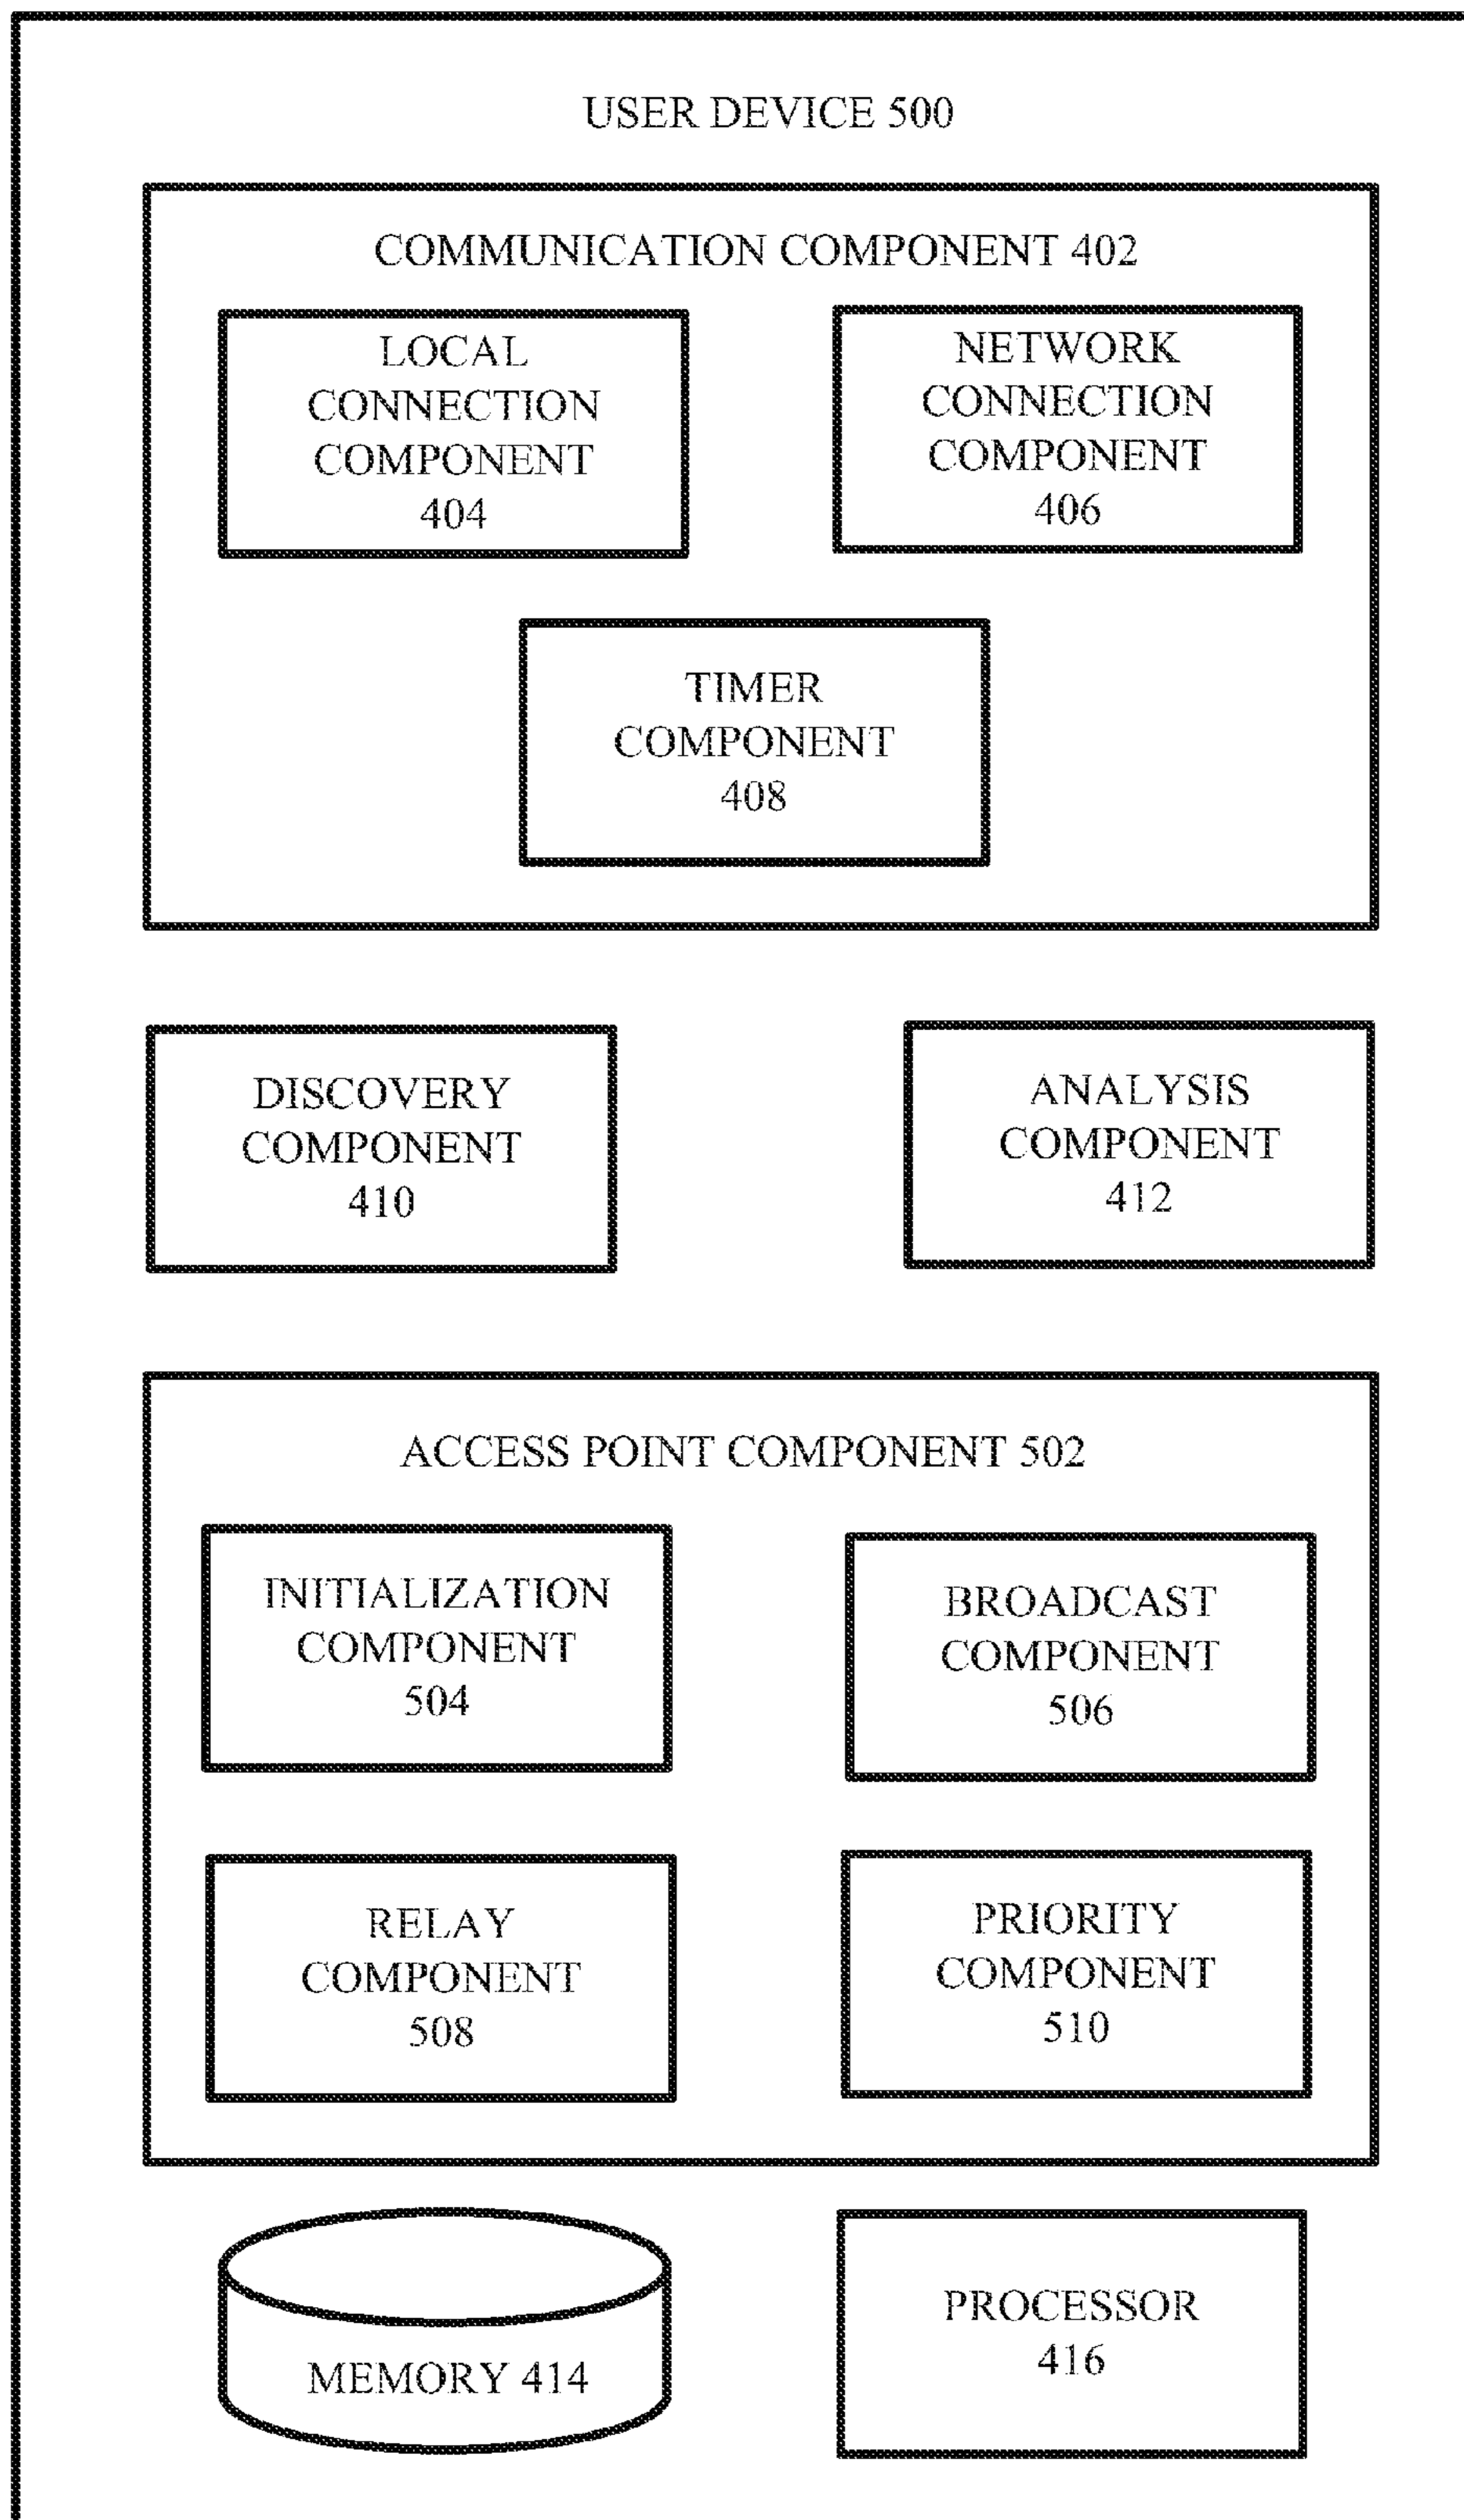 USER DEVICE 500
COMMUNICATION COMPONENT 402
LOCAL
CONNECTION
COMPONENT
404
NETWORK
CONNECTION
COMPONENT
406
TIMER
COMPONENT
408
DISCOVERY
COMPONENT
410
ANALYSIS
COMPONENT
412
ACCESS POINT COMPONENT 502
INITIALIZATION
COMPONENT
504
BROADCAST
COMPONENT
506
RELAY
COMPONENT
508
PRIORITY
COMPONENT
510
MEMORY 414
PROCESSOR
416